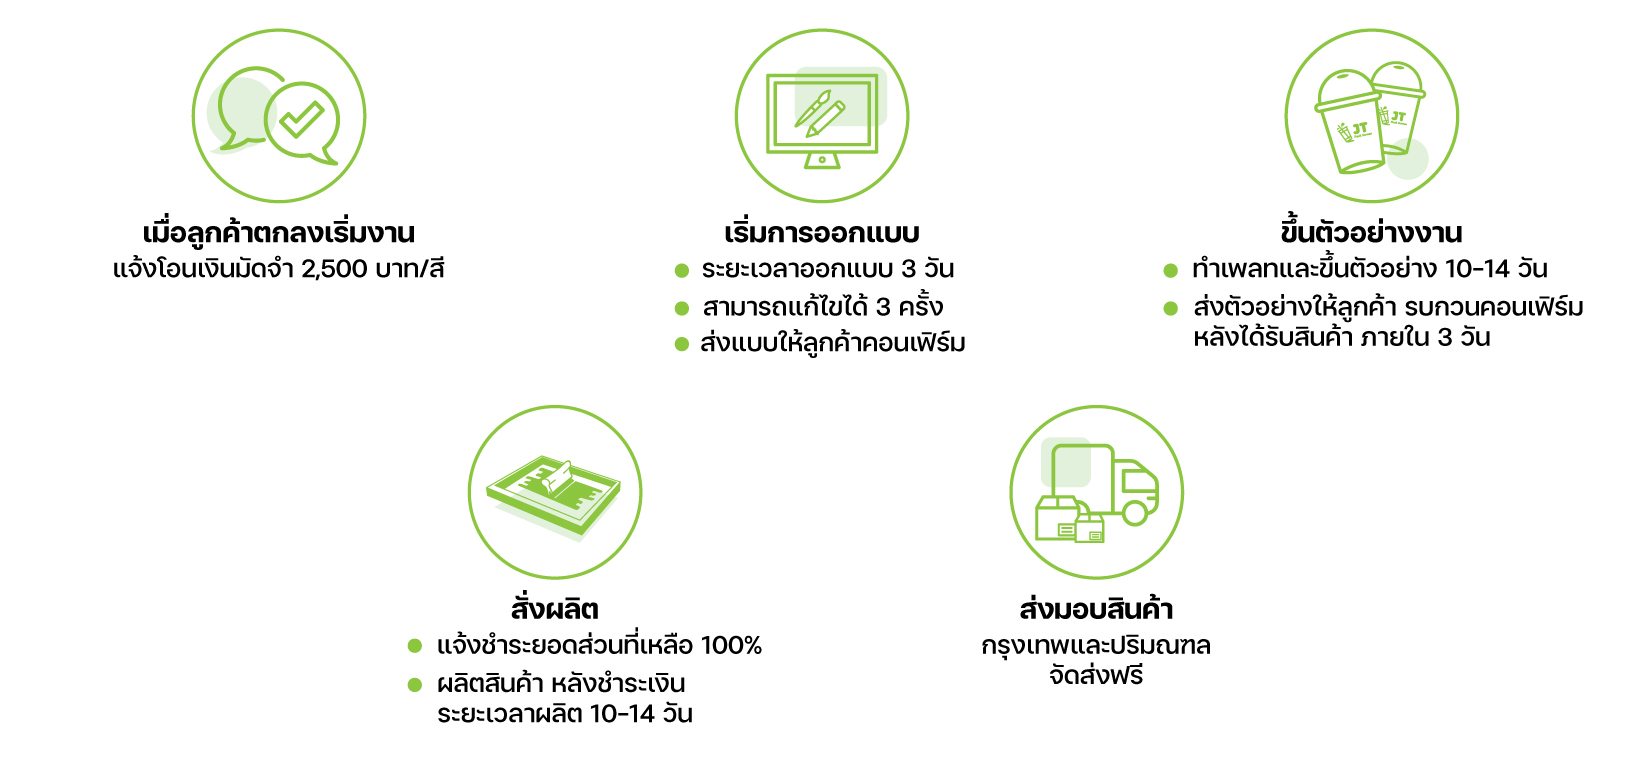 JT
JT
เมื่อลูกค้าตกลงเริ่มงาน
แจ้งโอนเงินมัดจำ 2,500 บาท/สี
เริ่มการออกแบบ
ระยะเวลาออกแบบ 3 วัน
สามารถแก้ไขได้ 3 ครั้ง
ส่งแบบให้ลูกค้าคอนเฟิร์ม
ขึ้นตัวอย่างงาน
ทำเพลทและขึ้นตัวอย่าง 10-14 วัน
ส่งตัวอย่างให้ลูกค้า รบกวนคอนเฟิร์ม
หลังได้รับสินค้า ภายใน 3 วัน
สั่งผลิต
แจ้งชำระยอดส่วนที่เหลือ 100%
ผลิตสินค้า หลังชำระเงิน
ระยะเวลาผลิต 10-14 วัน
ส่งมอบสินค้า
กรุงเทพและปริมณฑล
จัดส่งฟรี